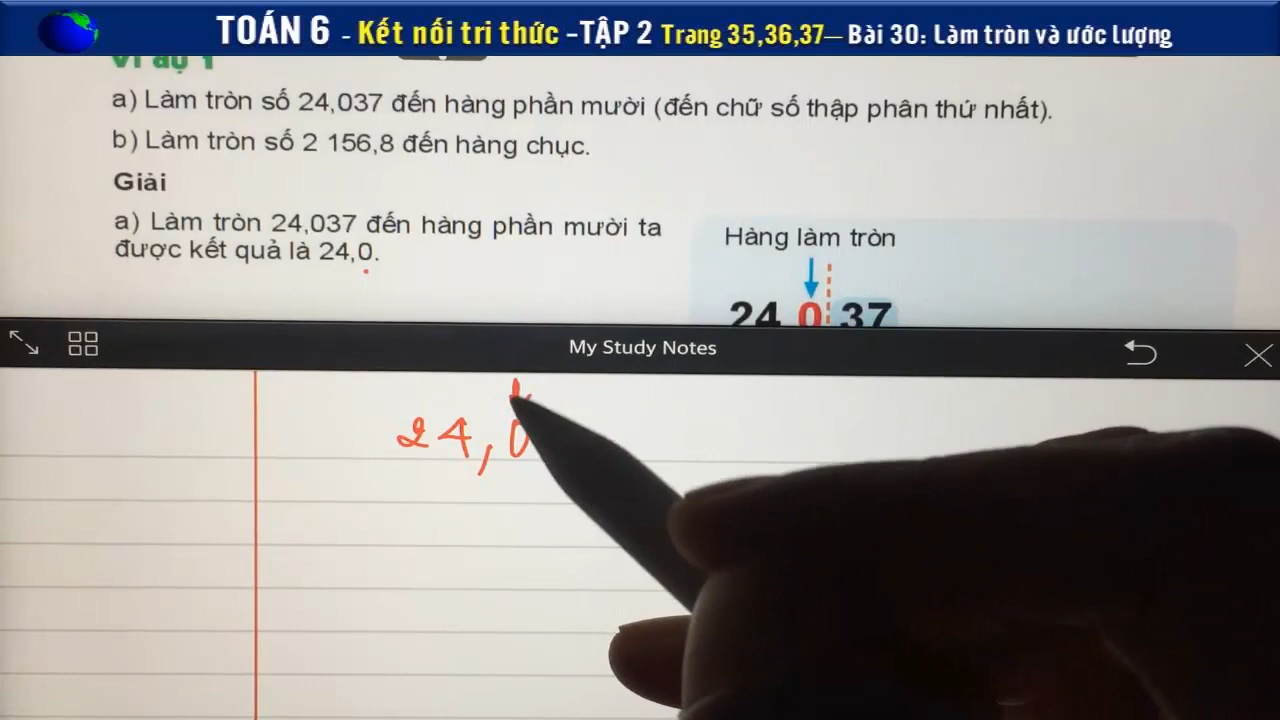 TOÁN 6 - Kết nối tri thức –TẬP 2 Trang 35,36,37– Bài 30: Làm tròn và ước lượng
Ví dụ 1
a) Làm tròn số 24,037 đến hàng phần mười (đến chữ số thập phân thứ nhất).
b) Làm tròn số 2 156,8 đến hàng chục.
Giải
a) Làm tròn 24,037 đến hàng phần mười ta
được kết quả là 24,0.
Hàng làm tròn
24 0 37
My Study Notes
24,0